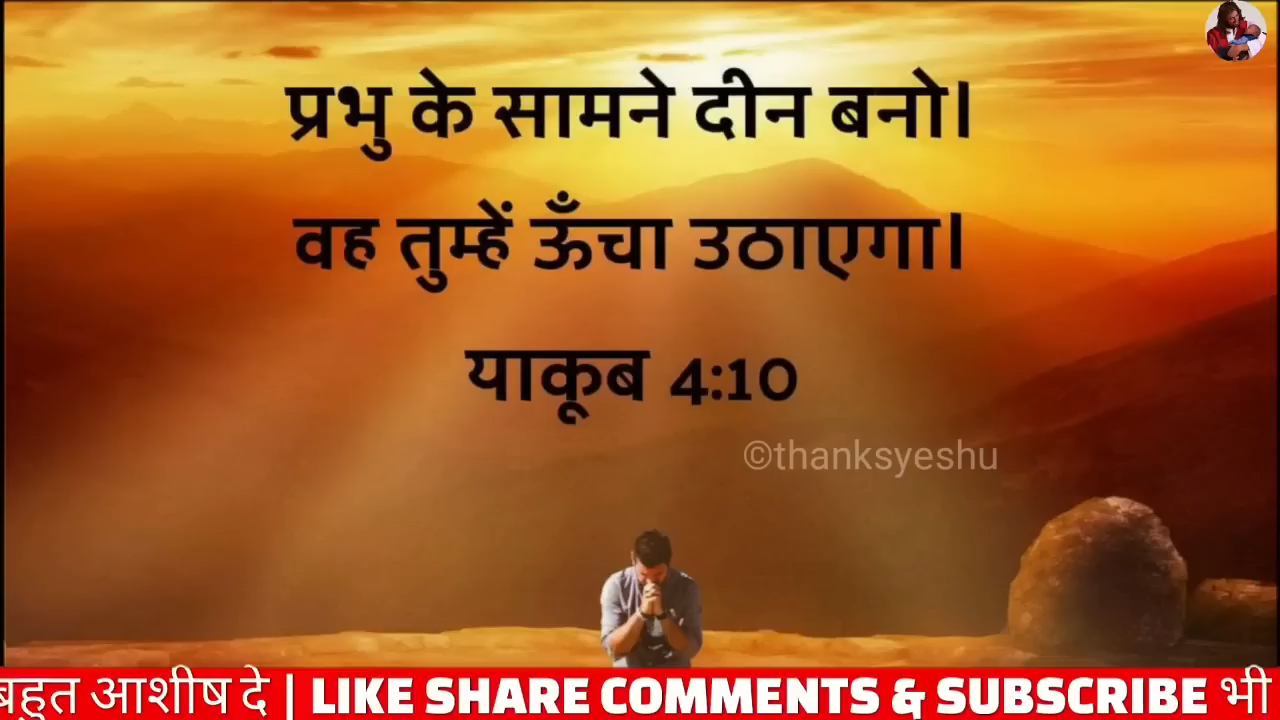 प्रभु के सामने दीन बनो।
वह तुम्हें ऊँचा उठाएगा।
याकूब 4:10
©thanksyeshu
बहुत आशीष दे | LIKE SHARE COMMENTS & SUBSCRIBE भी